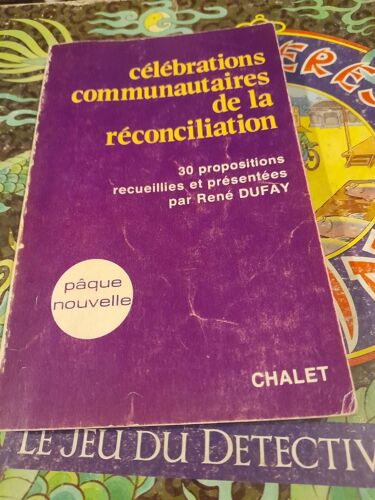 célébrations
communautaires
de la
réconciliation
30 propositions
recueillies et présentées
par René DUFAY
pâque
nouvelle
CHALET
LE JEU DU DETECTIV